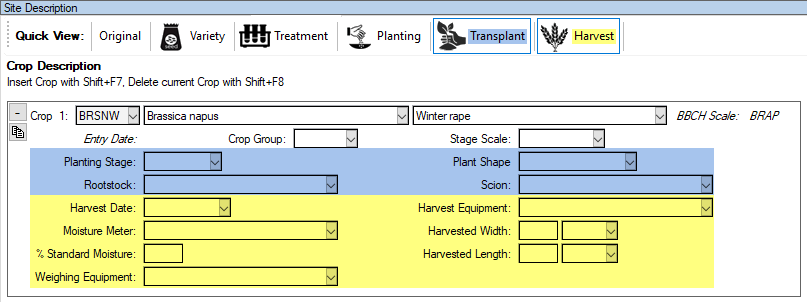 Site Description
Quick View: Original Variety Treatment Planting Transplant Harvest
seed
Crop Description
Insert Crop with Shift+F7, Delete current Crop with Shift+F8
Crop 1: BRSNW Brassica napus Winter rape BBCH Scale: BRAP
Entry Date: Crop Group: Stage Scale:
Planting Stage: Plant Shape
Rootstock: Scion:
Harvest Date: Harvest Equipment:
Moisture Meter: Harvested Width:
% Standard Moisture: Harvested Length:
Weighing Equipment: